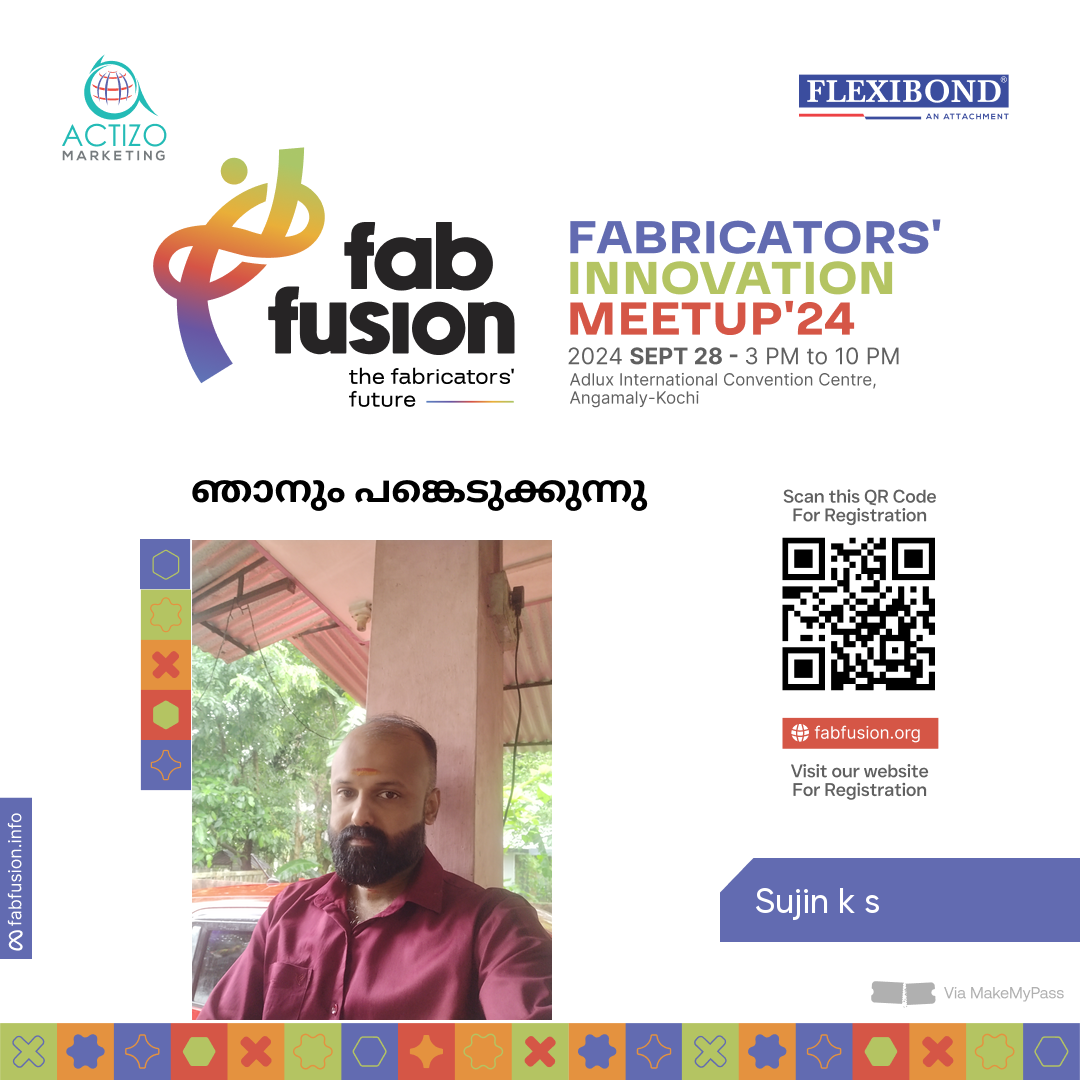 ACTIZO
MARKETING
FLEXIBOND®
AN ATTACHMENT
fab
fusion
the fabricators'
future
FABRICATORS'
INNOVATION
MEETUP'24
2024 SEPT 28 - 3 PM to 10 PM
Adlux International Convention Centre,
Angamaly-Kochi
ഞാനും പങ്കെടുക്കുന്നു
Scan this QR Code
For Registration
fabfusion.org
Visit our website
For Registration
fabfusion.info
Sujin k s
Via MakeMyPass